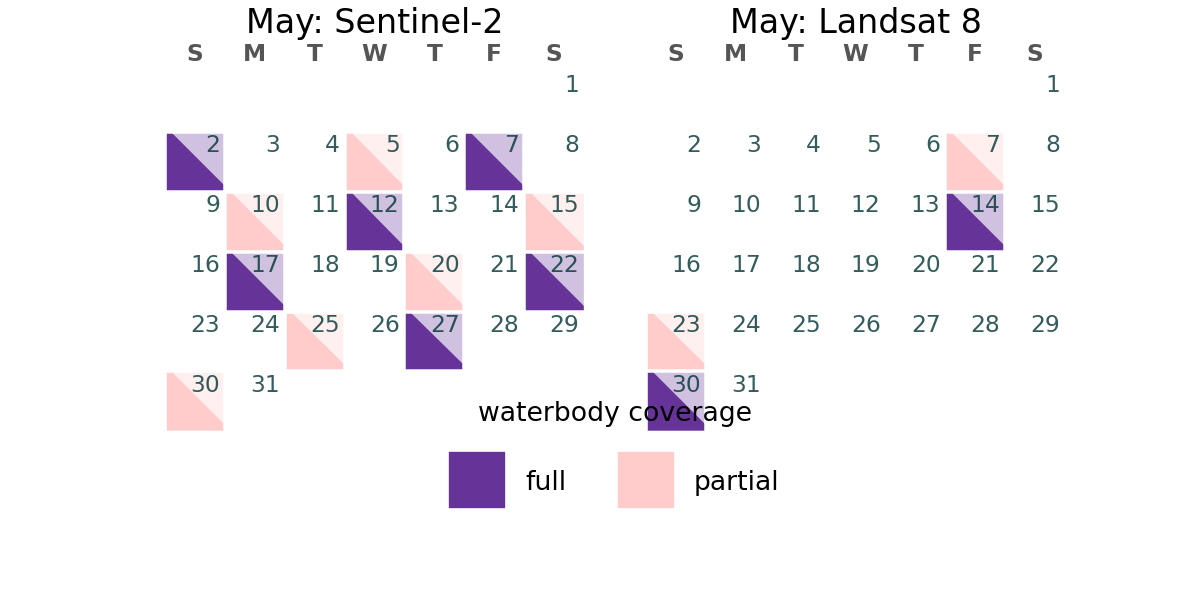 May: Sentinel-2
S M T W T F S
1
2 3 4 5 6 7 8
9 10 11 12 13 14 15
16 17 18 19 20 21 22
23 24 25 26 27 28 29
30 31
May: Landsat 8
S M T W T F S
1
2 3 4 5 6 7 8
9 10 11 12 13 14 15
16 17 18 19 20 21 22
23 24 25 26 27 28 29
30 31
waterbody coverage
full
partial